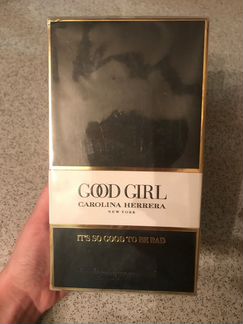 GOOD GIRL
CAROLINA HERRERA
NEW YORK
IT'S SO GOOD TO BE BAD